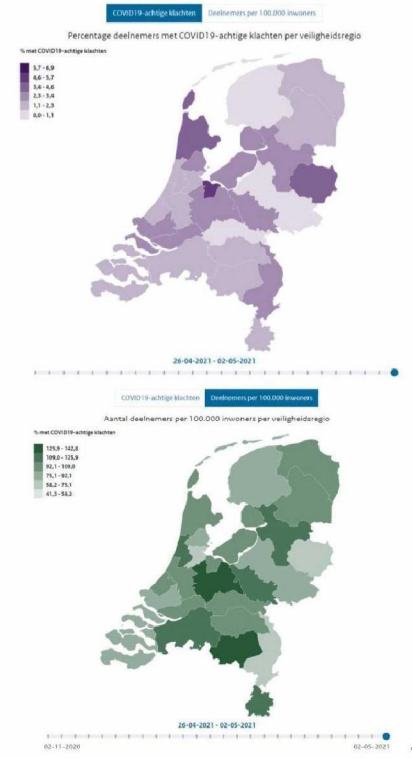 COVID19-achtige klachten Deelnemers per 100.000 inwoners
Percentage deelnemers met COVID19-achtige klachten per veiligheidsregio
% met COVID19-achtige klachten
5,7 - 6,9
4,6 - 5,7
3,4 - 4,6
2,3 - 3,4
1,1 - 2,3
0,0 - 1,1
26-04-2021 - 02-05-2021
COVID19-achtige klachten Deelnemers per 100.000 inwoners
Aantal deelnemers per 100.000 inwoners per veiligheidsregio
% met COVID19-achtige klachten
125,9 - 142,8
109,0 - 125,9
92,1 - 109,0
75,1 - 92,1
58,2 - 75,1
41,3 - 58,2
26-04-2021 - 02-05-2021
02-11-2020 02-05-2021